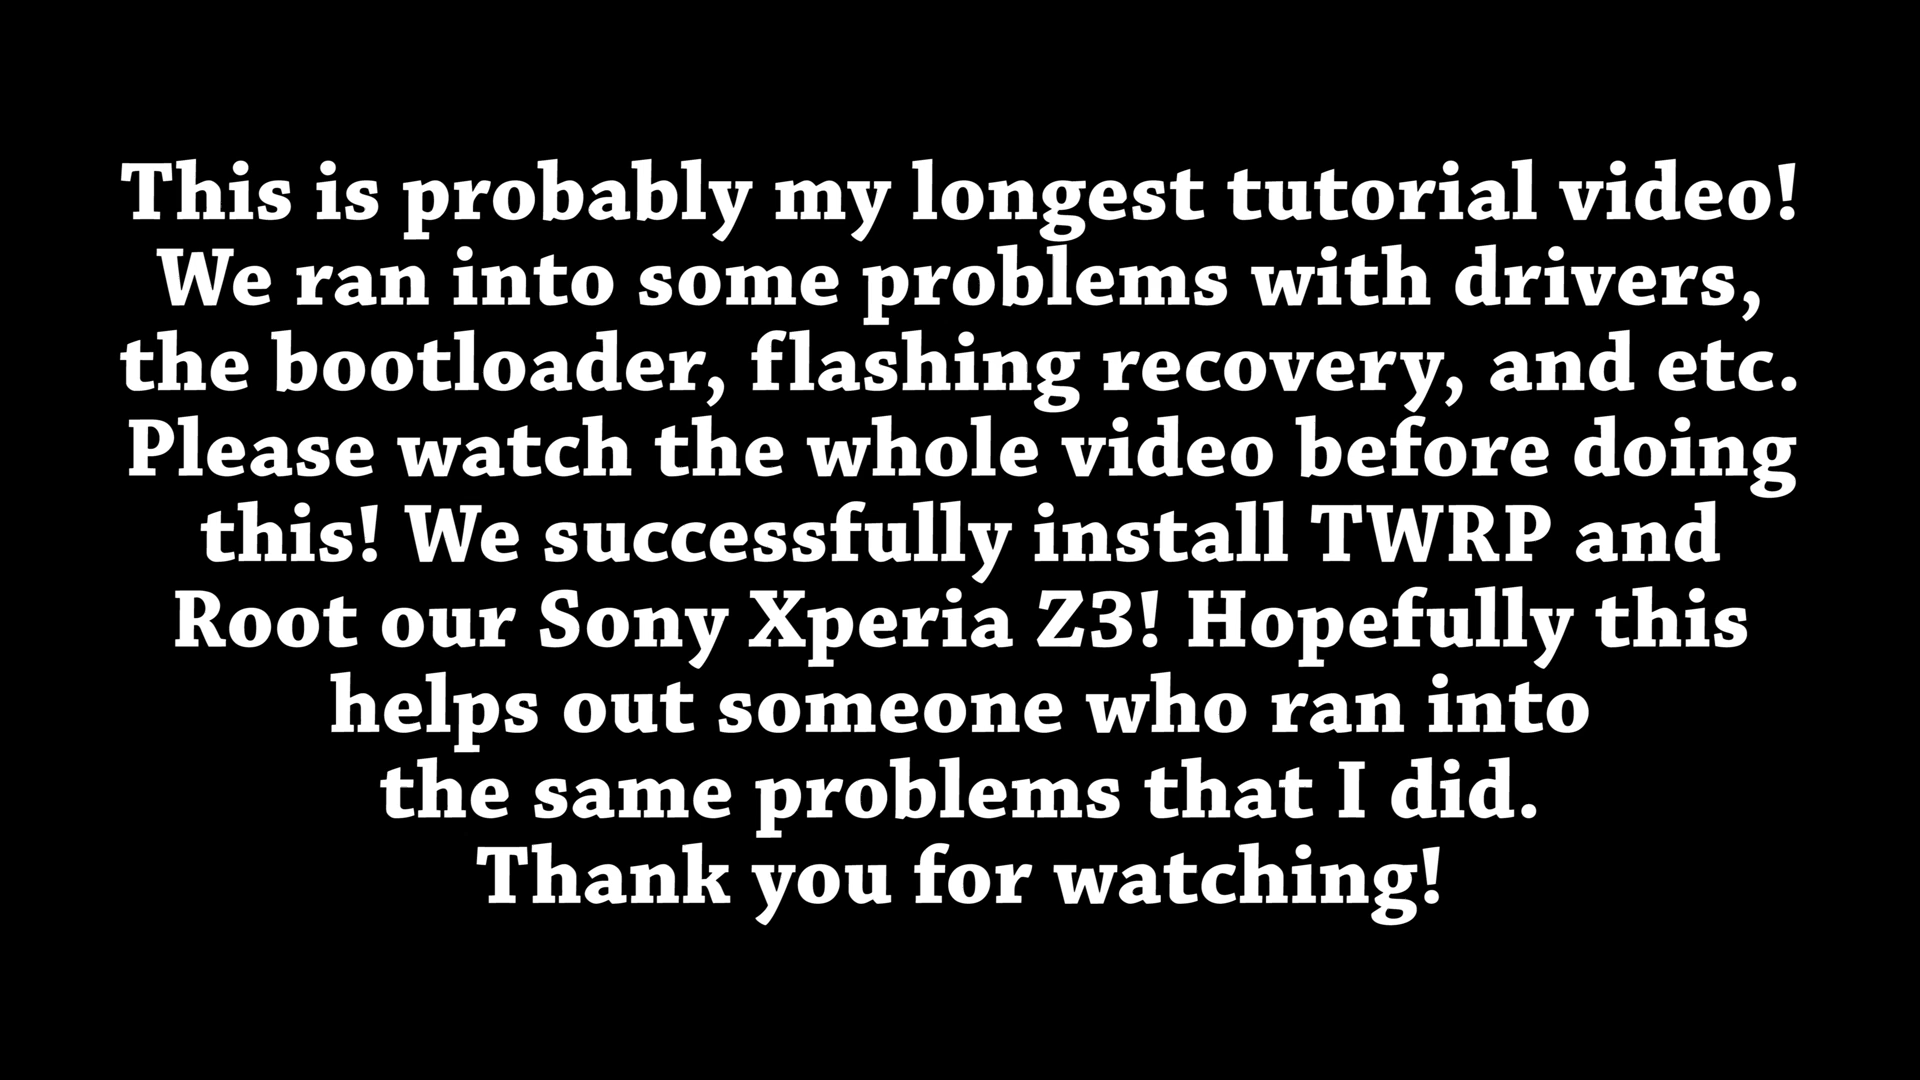 This is probably my longest tutorial video!
We ran into some problems with drivers,
the bootloader, flashing recovery, and etc.
Please watch the whole video before doing
this! We successfully install TWRP and
Root our Sony Xperia Z3! Hopefully this
helps out someone who ran into
the same problems that I did.
Thank you for watching!